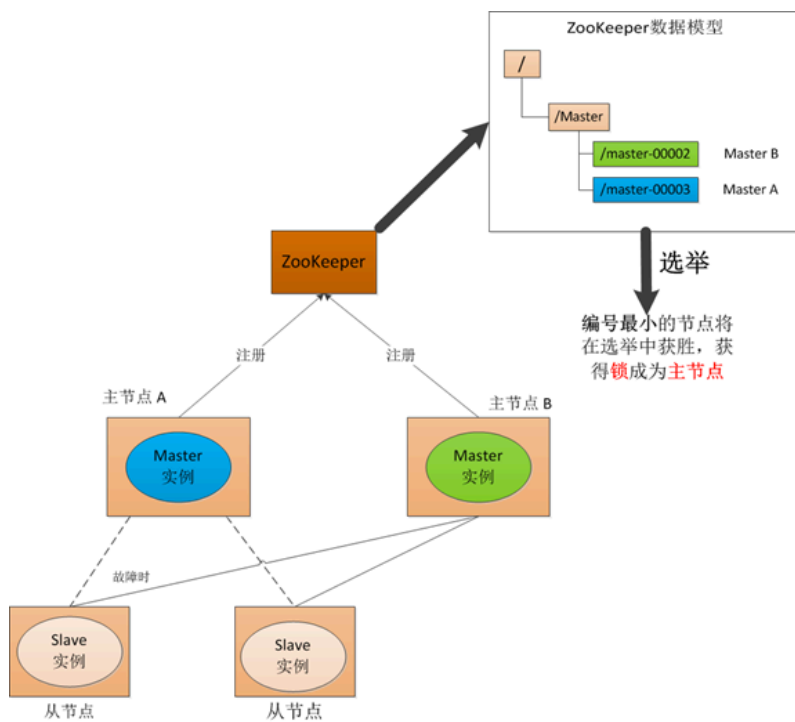 ZooKeeper数据模型
/
/Master
/master-00002
Master B
/master-00003
Master A
选举
编号最小的节点将
在选举中获胜，获
得锁成为主节点
ZooKeeper
注册
注册
主节点 A
主节点 B
Master
实例
Master
实例
故障时
Slave
实例
Slave
实例
从节点
从节点